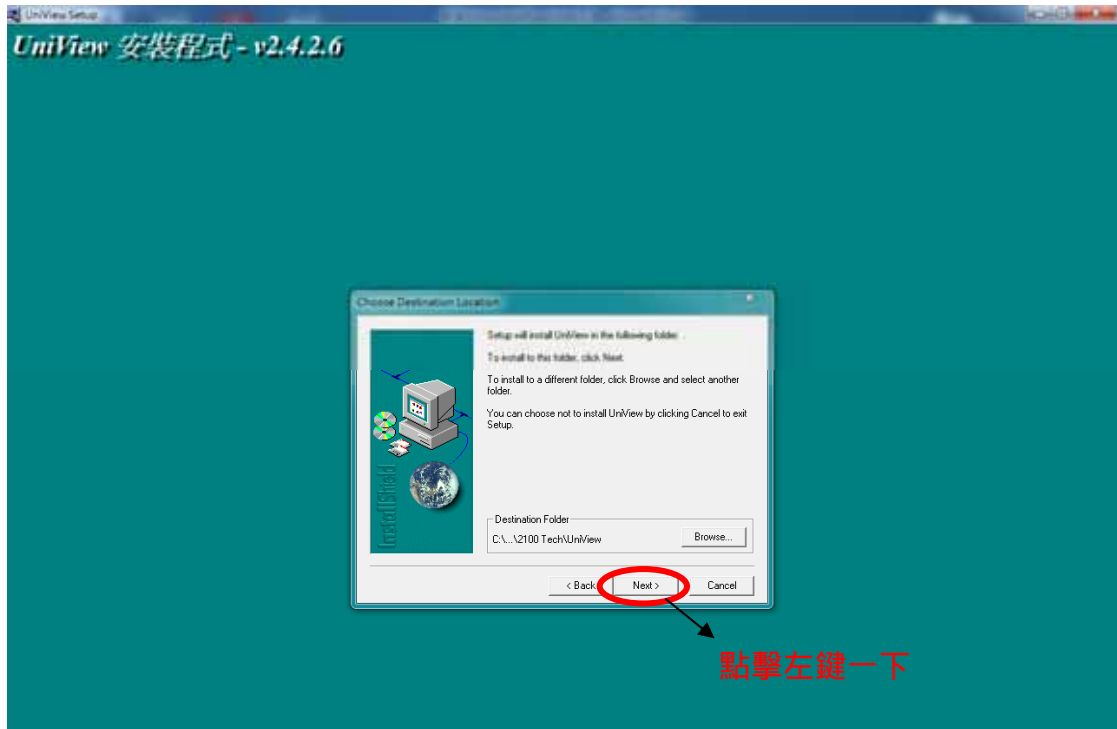 UniView Setup
UniView 安裝程式 - v2.4.2.6
Choose Destination Location
Setup will install UniView in the following folder .
To install to this folder, click Next.
To install to a different folder, click Browse and select another
folder.
You can choose not to install UniView by clicking Cancel to exit
Setup.
InstallShield
Destination Folder
C:\...\2100 Tech\UniView
Browse...
< Back
Next >
Cancel
點擊左鍵一下